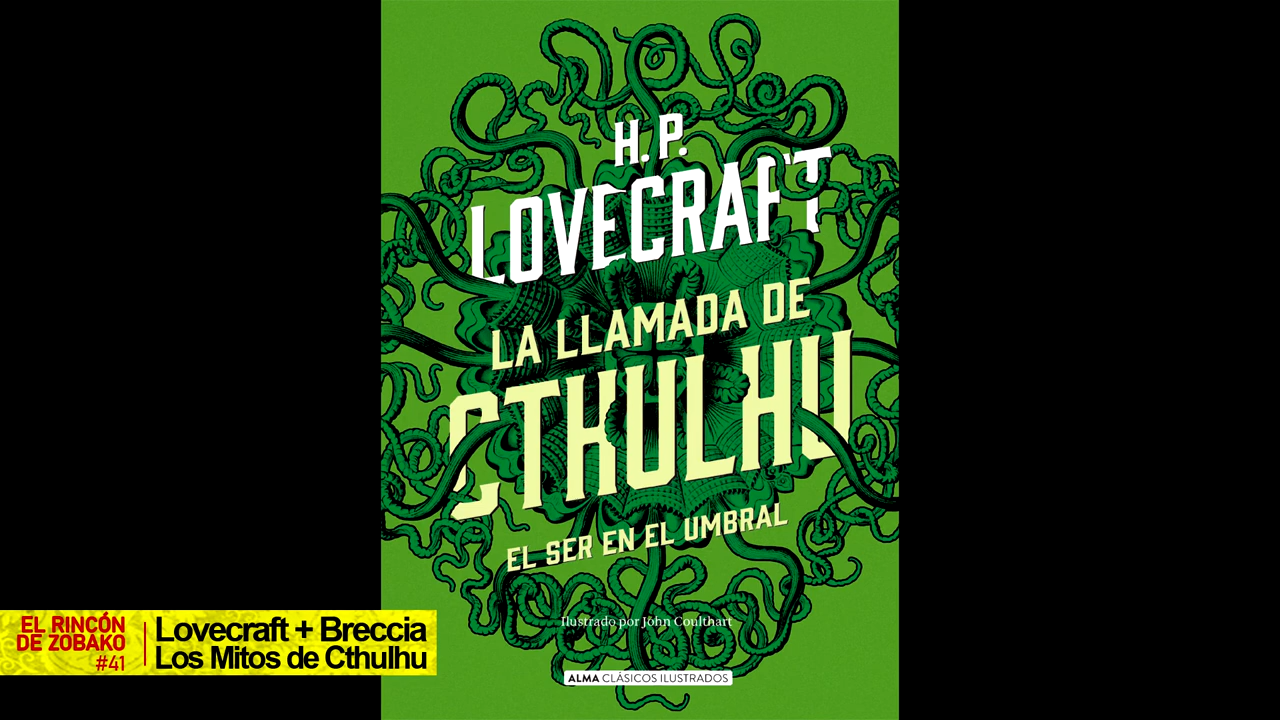 H. P.
LOVECRAFT
LA LLAMADA DE
CTHULHU
EL SER EN EL UMBRAL
Ilustrado por John Coulthart
ALMA CLÁSICOS ILUSTRADOS
EL RINCÓN
DE ZOBAKO
#41
Lovecraft + Breccia
Los Mitos de Cthulhu